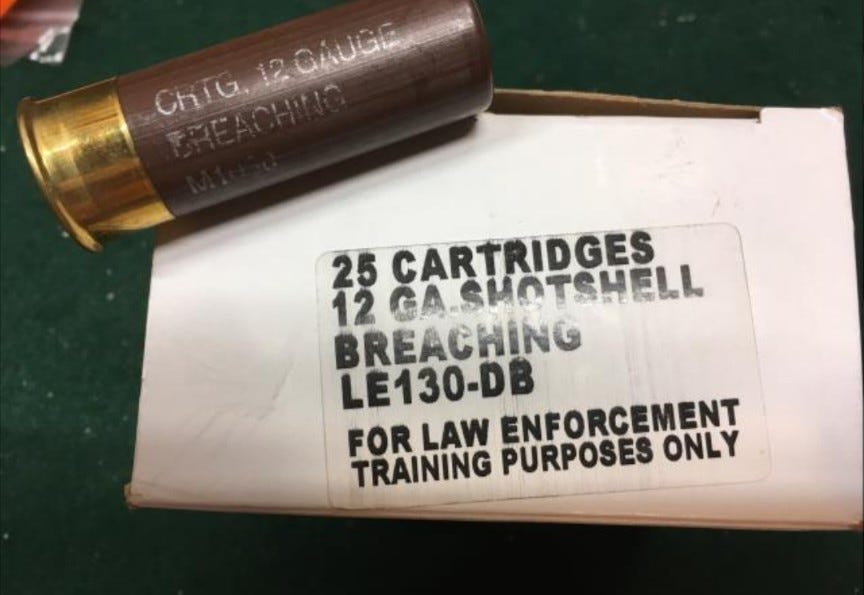 CRTG. 12 GAUGE
BREACHING
25 CARTRIDGES
12 GA.SHOTSHELL
BREACHING
LE130-DB
FOR LAW ENFORCEMENT
TRAINING PURPOSES ONLY